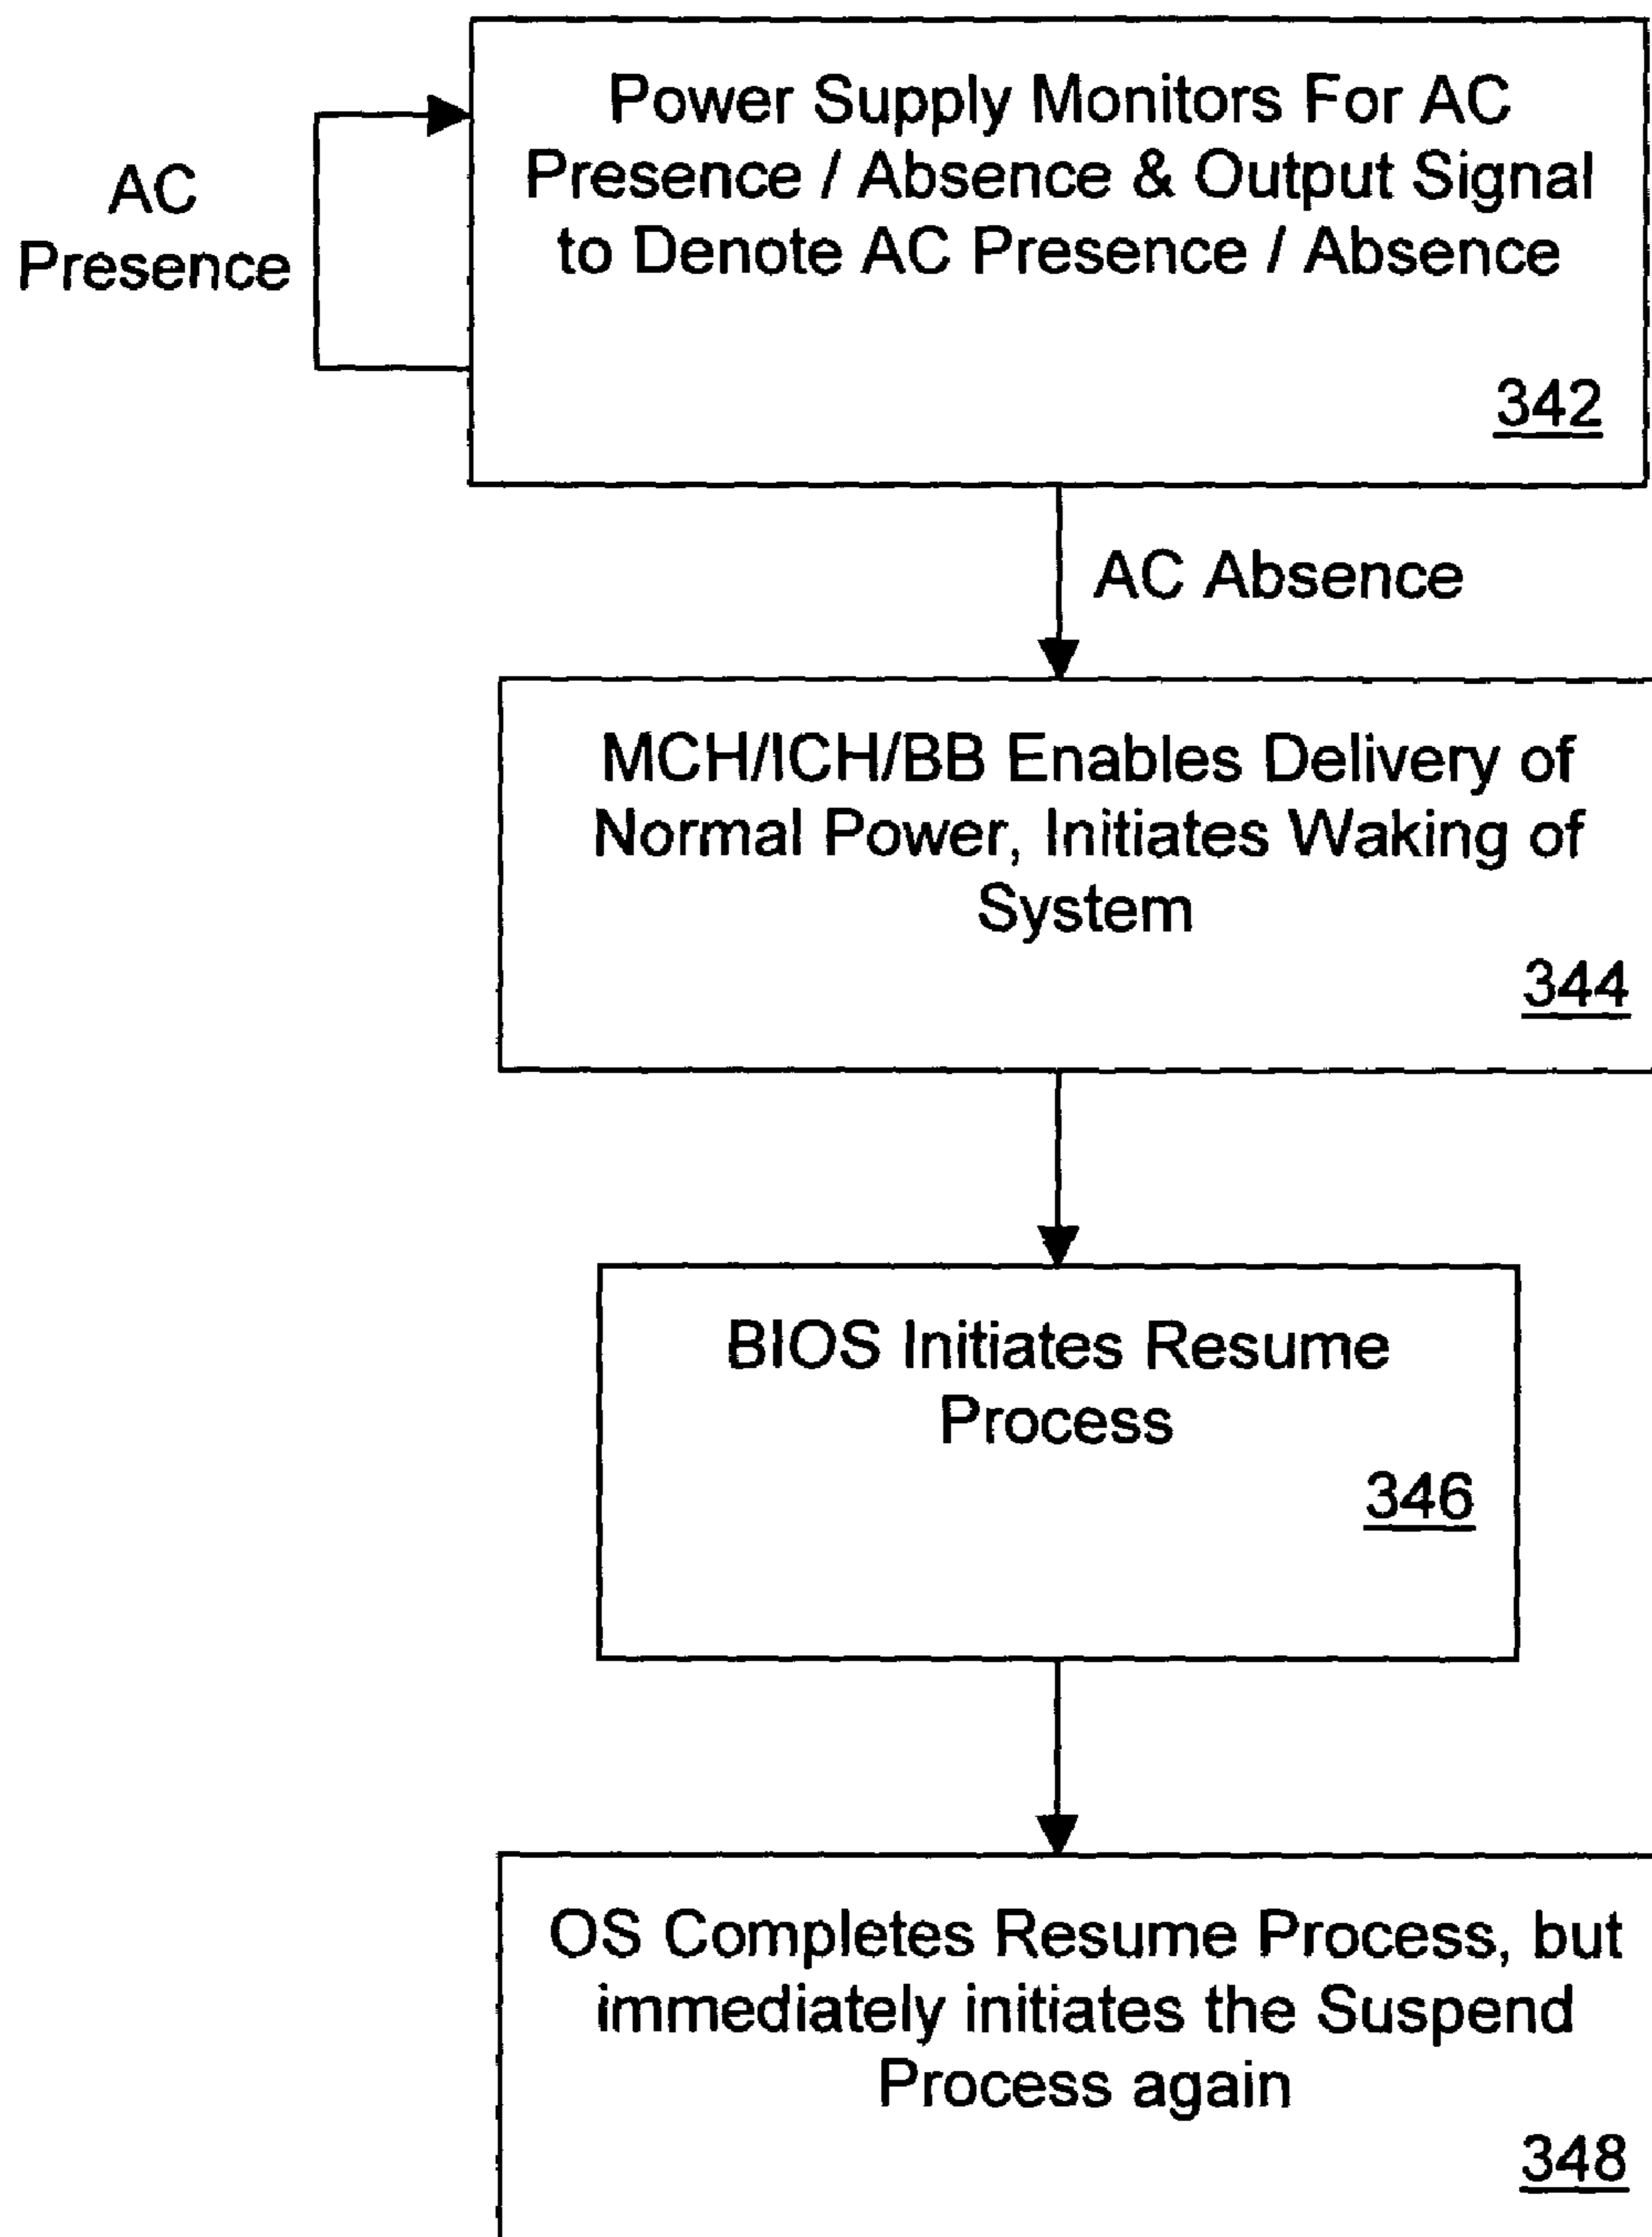 Power Supply Monitors For AC
Presence / Absence & Output Signal
to Denote AC Presence / Absence
342
AC
Presence
AC Absence
MCH/ICH/BB Enables Delivery of
Normal Power, Initiates Waking of
System
344
BIOS Initiates Resume
Process
346
OS Completes Resume Process, but
immediately initiates the Suspend
Process again
348